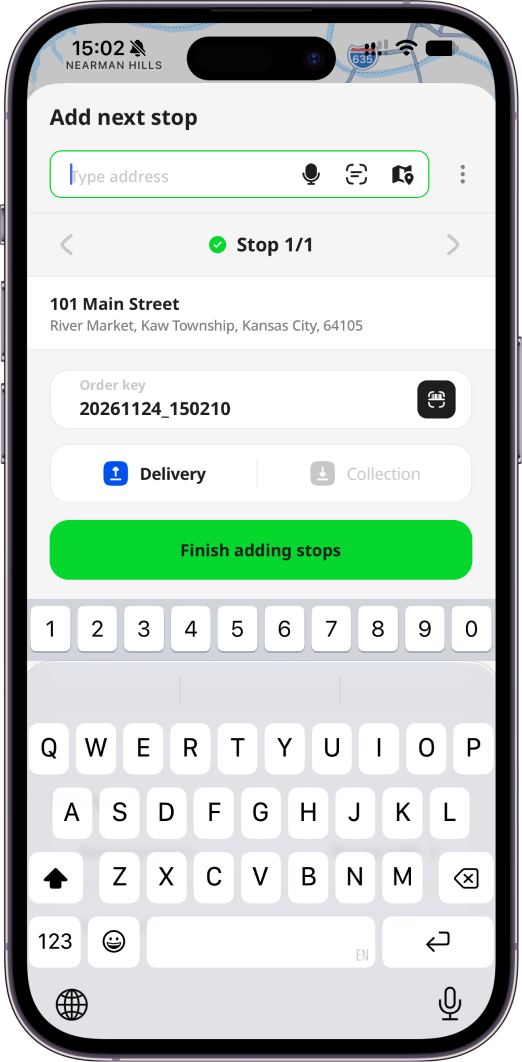 15:02
NEARMAN HILLS
635
Add next stop
Type address
Stop 1/1
101 Main Street
River Market, Kaw Township, Kansas City, 64105
Order key
20261124_150210
Delivery
Collection
Finish adding stops
1 2 3 4 5 6 7 8 9 0
Q W E R T Y U I O P
A S D F G H J K L
Z X C V B N M
123
EN